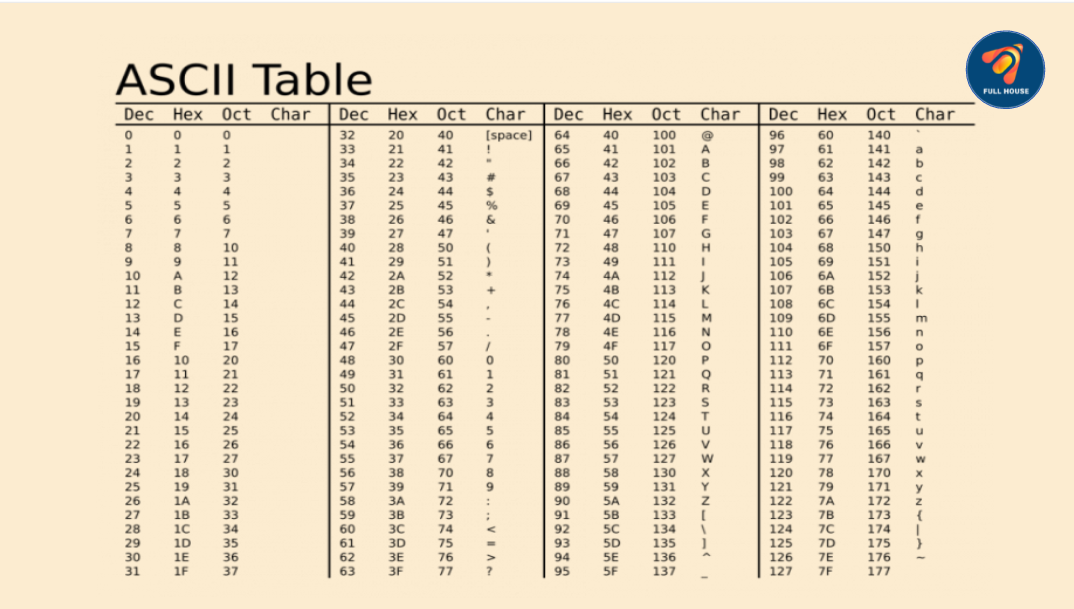 FULL HOUSE
ASCII Table
Dec Hex Oct Char Dec Hex Oct Char Dec Hex Oct Char Dec Hex Oct Char
0 0 0 32 20 40 [space] 64 40 100 @ 96 60 140 `
1 1 1 33 21 41 ! 65 41 101 A 97 61 141 a
2 2 2 34 22 42 " 66 42 102 B 98 62 142 b
3 3 3 35 23 43 # 67 43 103 C 99 63 143 c
4 4 4 36 24 44 $ 68 44 104 D 100 64 144 d
5 5 5 37 25 45 % 69 45 105 E 101 65 145 e
6 6 6 38 26 46 & 70 46 106 F 102 66 146 f
7 7 7 39 27 47 ' 71 47 107 G 103 67 147 g
8 8 10 40 28 50 ( 72 48 110 H 104 68 150 h
9 9 11 41 29 51 ) 73 49 111 I 105 69 151 i
10 A 12 42 2A 52 * 74 4A 112 J 106 6A 152 j
11 B 13 43 2B 53 + 75 4B 113 K 107 6B 153 k
12 C 14 44 2C 54 , 76 4C 114 L 108 6C 154 l
13 D 15 45 2D 55 - 77 4D 115 M 109 6D 155 m
14 E 16 46 2E 56 . 78 4E 116 N 110 6E 156 n
15 F 17 47 2F 57 / 79 4F 117 O 111 6F 157 o
16 10 20 48 30 60 0 80 50 120 P 112 70 160 p
17 11 21 49 31 61 1 81 51 121 Q 113 71 161 q
18 12 22 50 32 62 2 82 52 122 R 114 72 162 r
19 13 23 51 33 63 3 83 53 123 S 115 73 163 s
20 14 24 52 34 64 4 84 54 124 T 116 74 164 t
21 15 25 53 35 65 5 85 55 125 U 117 75 165 u
22 16 26 54 36 66 6 86 56 126 V 118 76 166 v
23 17 27 55 37 67 7 87 57 127 W 119 77 167 w
24 18 30 56 38 70 8 88 58 130 X 120 78 170 x
25 19 31 57 39 71 9 89 59 131 Y 121 79 171 y
26 1A 32 58 3A 72 : 90 5A 132 Z 122 7A 172 z
27 1B 33 59 3B 73 ; 91 5B 133 [ 123 7B 173 {
28 1C 34 60 3C 74 < 92 5C 134 \ 124 7C 174 |
29 1D 35 61 3D 75 = 93 5D 135 ] 125 7D 175 }
30 1E 36 62 3E 76 > 94 5E 136 ^ 126 7E 176 ~
31 1F 37 63 3F 77 ? 95 5F 137 _ 127 7F 177